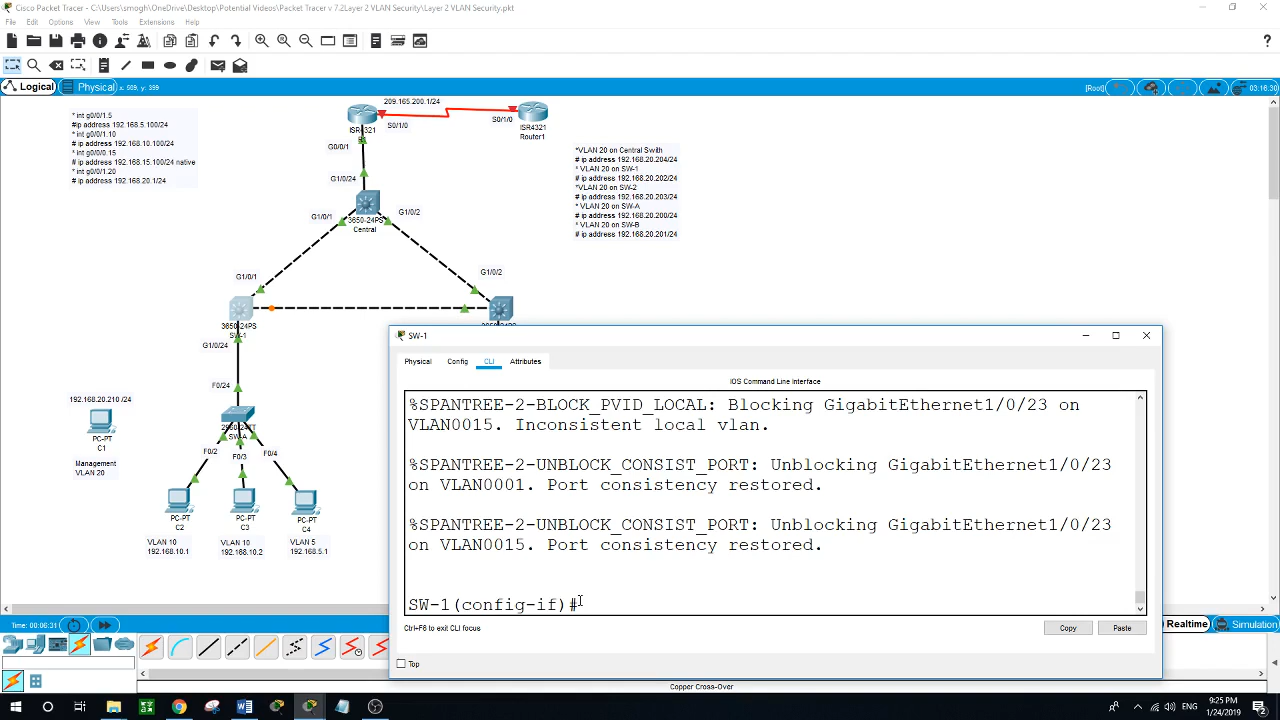 Cisco Packet Tracer - C:\Users\smogh\OneDrive\Desktop\Potential Videos\Packet Tracer v 7.2Layer 2 VLAN Security\Layer 2 VLAN Security.pkt
File Edit Options View Tools Extensions Help
Logical Physical x: 589, y: 399 [Root] 03:16:30
* int g0/0/1.5
#ip address 192.168.5.100/24
* int g0/0/1.10
# ip address 192.168.10.100/24
* int g0/0/0.15
# ip address 192.168.15.100/24 native
* int g0/0/1.20
# ip address 192.168.20.1/24
209.165.200.1/24
ISR4321
S0/1/0
S0/1/0
ISR4321
Router1
G0/0/1
*VLAN 20 on Central Swith
# ip address 192.168.20.204/24
* VLAN 20 on SW-1
# ip address 192.168.20.202/24
*VLAN 20 on SW-2
# ip address 192.168.20.203/24
* VLAN 20 on SW-A
# ip address 192.168.20.200/24
* VLAN 20 on SW-B
# ip address 192.168.20.201/24
G1/0/24
G1/0/1
G1/0/2
3650-24PS
Central
G1/0/1
G1/0/2
3650-24PS
SW-1
G1/0/24
F0/24
192.168.20.210 /24
PC-PT
C1
Management
VLAN 20
2960-24TT
SW-A
F0/2
F0/3
F0/4
PC-PT
C2
PC-PT
C3
PC-PT
C4
VLAN 10
192.168.10.1
VLAN 10
192.168.10.2
VLAN 5
192.168.5.1
SW-1
Physical Config CLI Attributes
IOS Command Line Interface
%SPANTREE-2-BLOCK_PVID_LOCAL: Blocking GigabitEthernet1/0/23 on
VLAN0015. Inconsistent local vlan.
%SPANTREE-2-UNBLOCK_CONSIST_PORT: Unblocking GigabitEthernet1/0/23
on VLAN0001. Port consistency restored.
%SPANTREE-2-UNBLOCK_CONSIST_PORT: Unblocking GigabitEthernet1/0/23
on VLAN0015. Port consistency restored.
SW-1(config-if)#
Ctrl+F6 to exit CLI focus
Copy Paste
Top
Time: 00:06:31
Realtime Simulation
Copper Cross-Over
ENG
9:25 PM
1/24/2019
2